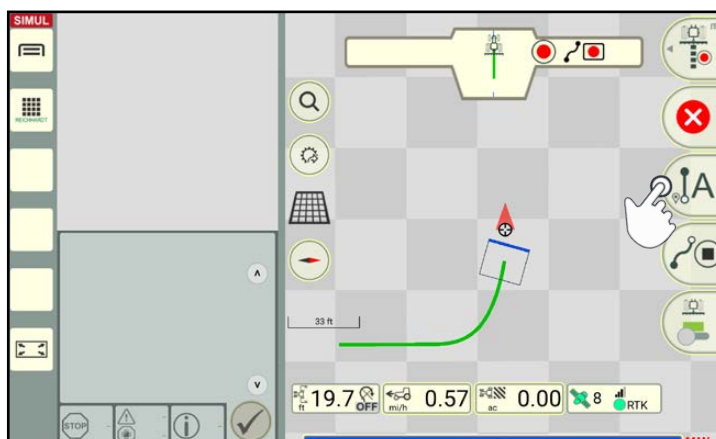 SIMUL
REICHHARDT
A
33 ft
ft 19.7 OFF
mi/h 0.57
ac 0.00
8 RTK
STOP
i